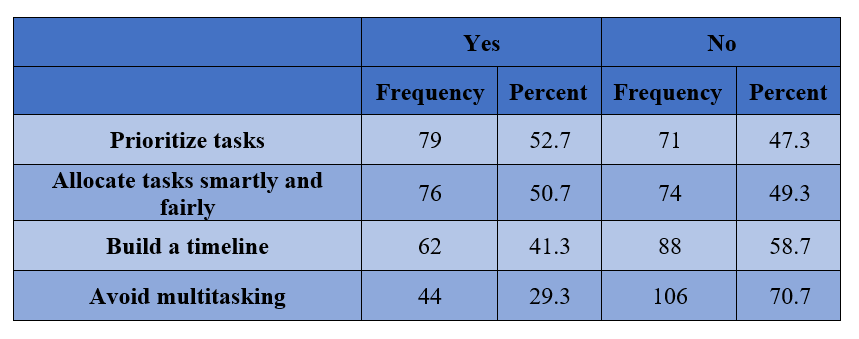 Yes No
Frequency Percent Frequency Percent
Prioritize tasks 79 52.7 71 47.3
Allocate tasks smartly and
fairly 76 50.7 74 49.3
Build a timeline 62 41.3 88 58.7
Avoid multitasking 44 29.3 106 70.7